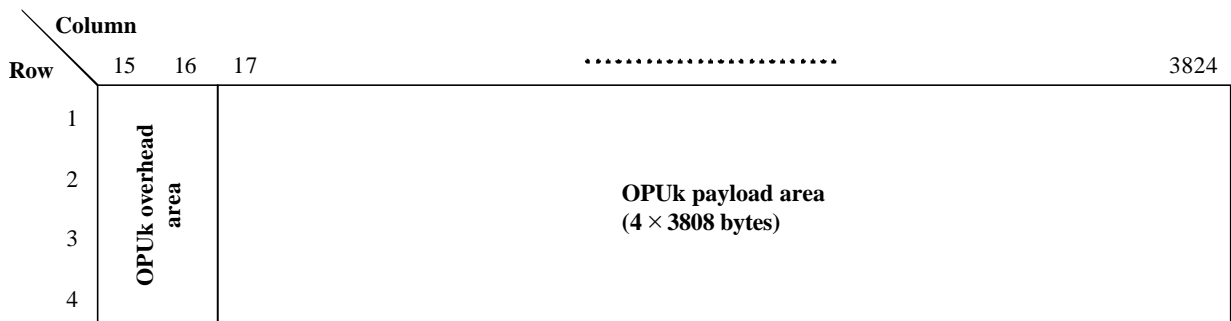 Column
Row 15 16 17 3824
1
2
3
4
OPUk overhead
area
OPUk payload area
(4 × 3808 bytes)